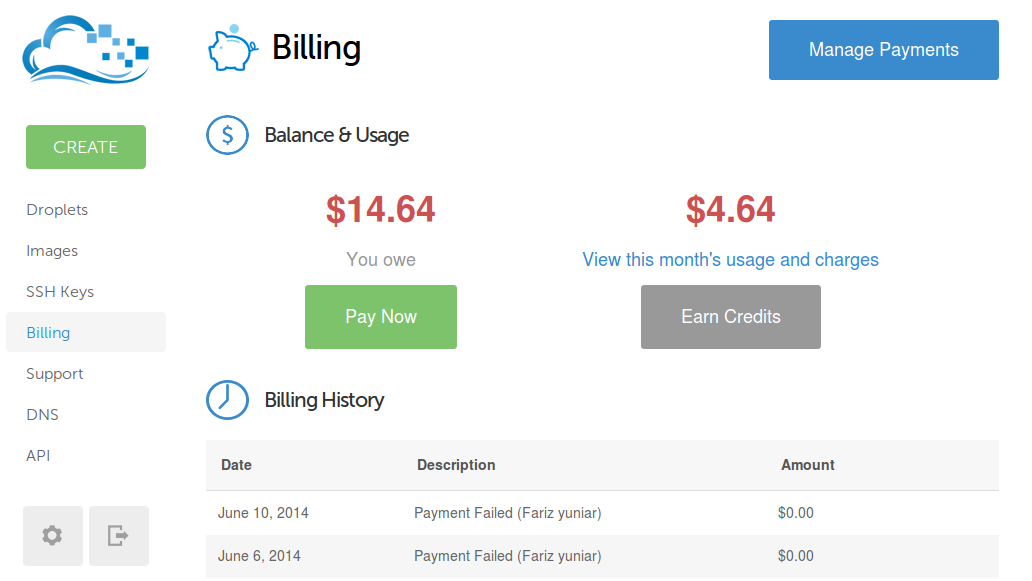 Billing
Manage Payments
CREATE
Droplets
Images
SSH Keys
Billing
Support
DNS
API
$ Balance & Usage
$14.64
You owe
Pay Now
$4.64
View this month's usage and charges
Earn Credits
Billing History
Date Description Amount
June 10, 2014 Payment Failed (Fariz yuniar) $0.00
June 6, 2014 Payment Failed (Fariz yuniar) $0.00